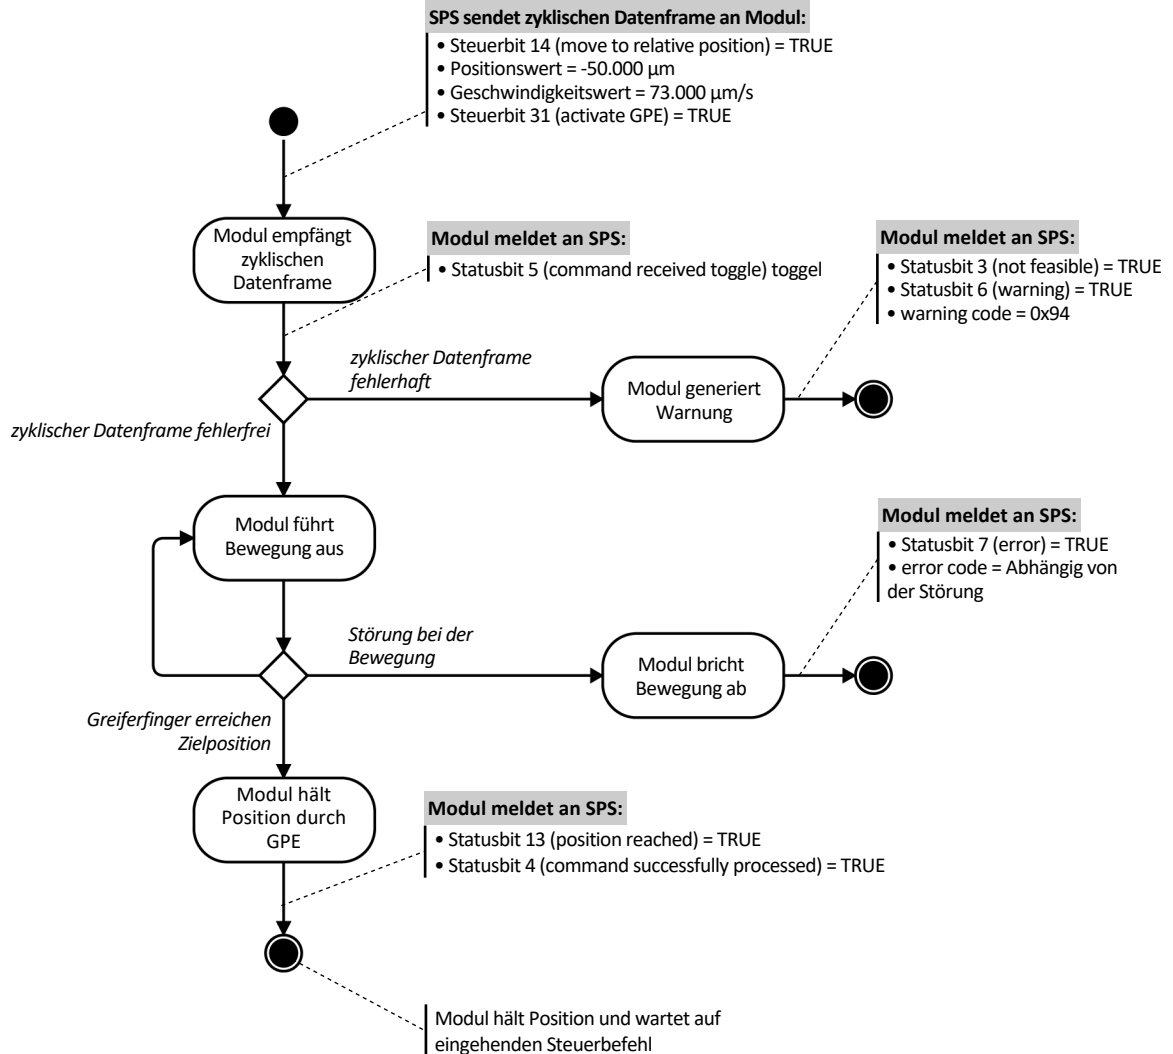 SPS sendet zyklischen Datenframe an Modul:
• Steuerbit 14 (move to relative position) = TRUE
• Positionswert = -50.000 µm
• Geschwindigkeitswert = 73.000 µm/s
• Steuerbit 31 (activate GPE) = TRUE
Modul empfängt
zyklischen
Datenframe
Modul meldet an SPS:
• Statusbit 5 (command received toggle) toggel
Modul meldet an SPS:
• Statusbit 3 (not feasible) = TRUE
• Statusbit 6 (warning) = TRUE
• warning code = 0x94
zyklischer Datenframe
fehlerhaft
Modul generiert
Warnung
zyklischer Datenframe fehlerfrei
Modul führt
Bewegung aus
Modul meldet an SPS:
• Statusbit 7 (error) = TRUE
• error code = Abhängig von
der Störung
Störung bei der
Bewegung
Modul bricht
Bewegung ab
Greiferfinger erreichen
Zielposition
Modul hält
Position durch
GPE
Modul meldet an SPS:
• Statusbit 13 (position reached) = TRUE
• Statusbit 4 (command successfully processed) = TRUE
Modul hält Position und wartet auf
eingehenden Steuerbefehl